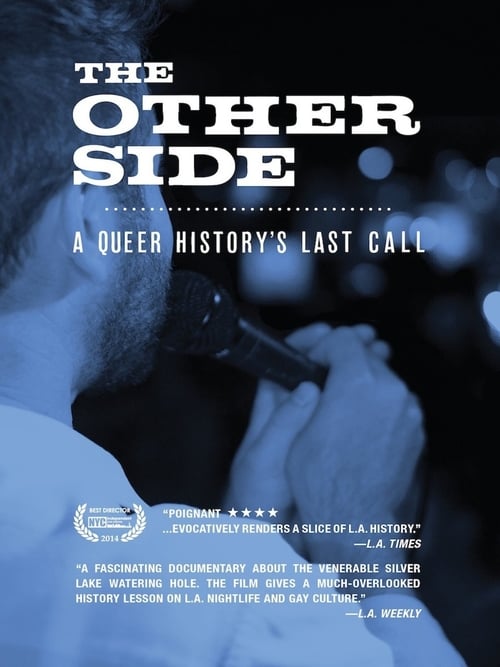 THE
OTHER
SIDE
A QUEER HISTORY'S LAST CALL
BEST DIRECTOR
NYC
2014
"POIGNANT ★★★★
...EVOCATIVELY RENDERS A SLICE OF L.A. HISTORY."
—L.A. TIMES
"A FASCINATING DOCUMENTARY ABOUT THE VENERABLE SILVER
LAKE WATERING HOLE. THE FILM GIVES A MUCH-OVERLOOKED
HISTORY LESSON ON L.A. NIGHTLIFE AND GAY CULTURE."
—L.A. WEEKLY